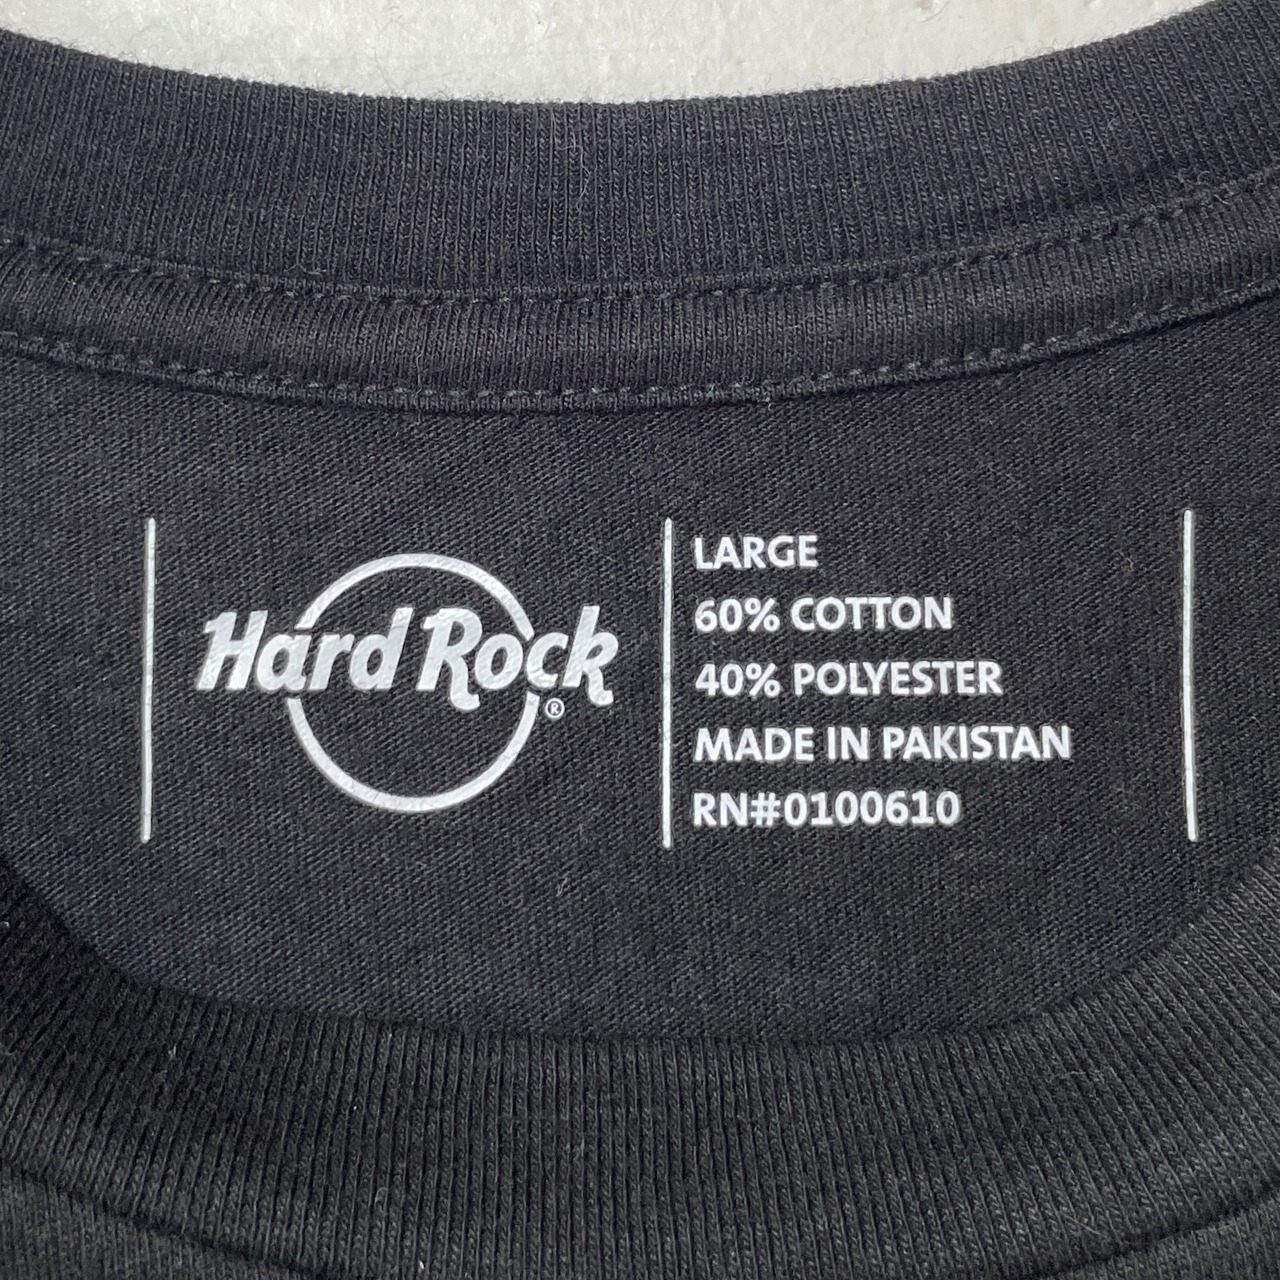 Hard Rock
®
LARGE
60% COTTON
40% POLYESTER
MADE IN PAKISTAN
RN#0100610